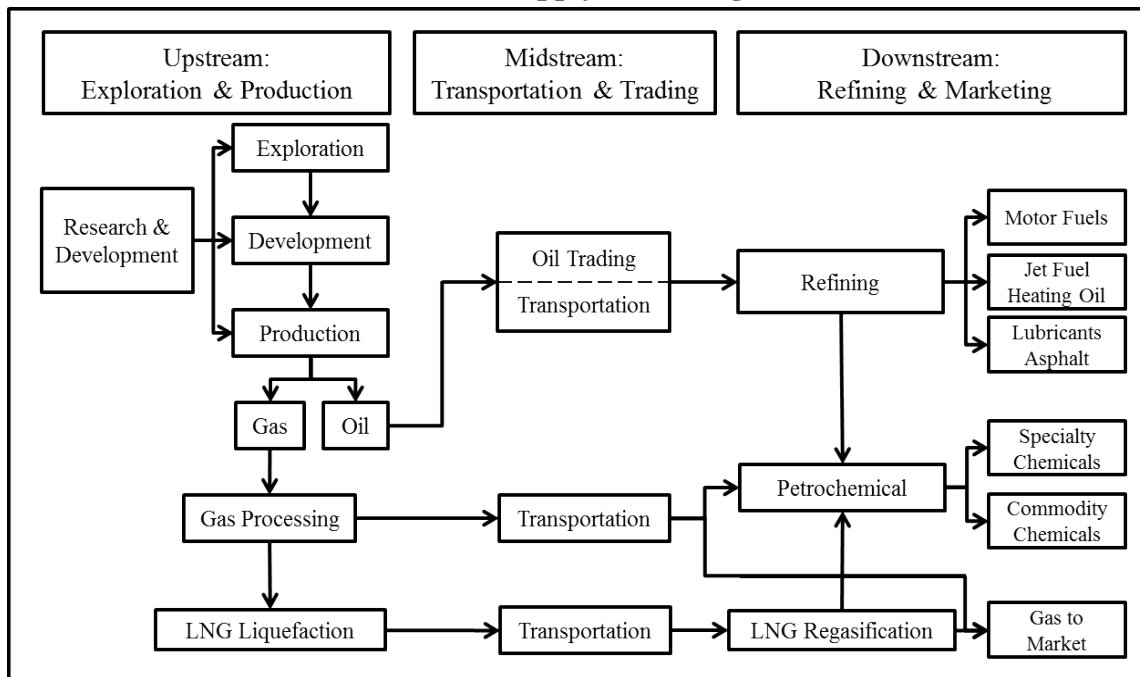 Upstream:
Exploration & Production
Midstream:
Transportation & Trading
Downstream:
Refining & Marketing
Exploration
Research &
Development
Development
Production
Gas
Oil
Oil Trading
Transportation
Refining
Motor Fuels
Jet Fuel
Heating Oil
Lubricants
Asphalt
Gas Processing
Transportation
Petrochemical
Specialty
Chemicals
Commodity
Chemicals
LNG Liquefaction
Transportation
LNG Regasification
Gas to
Market